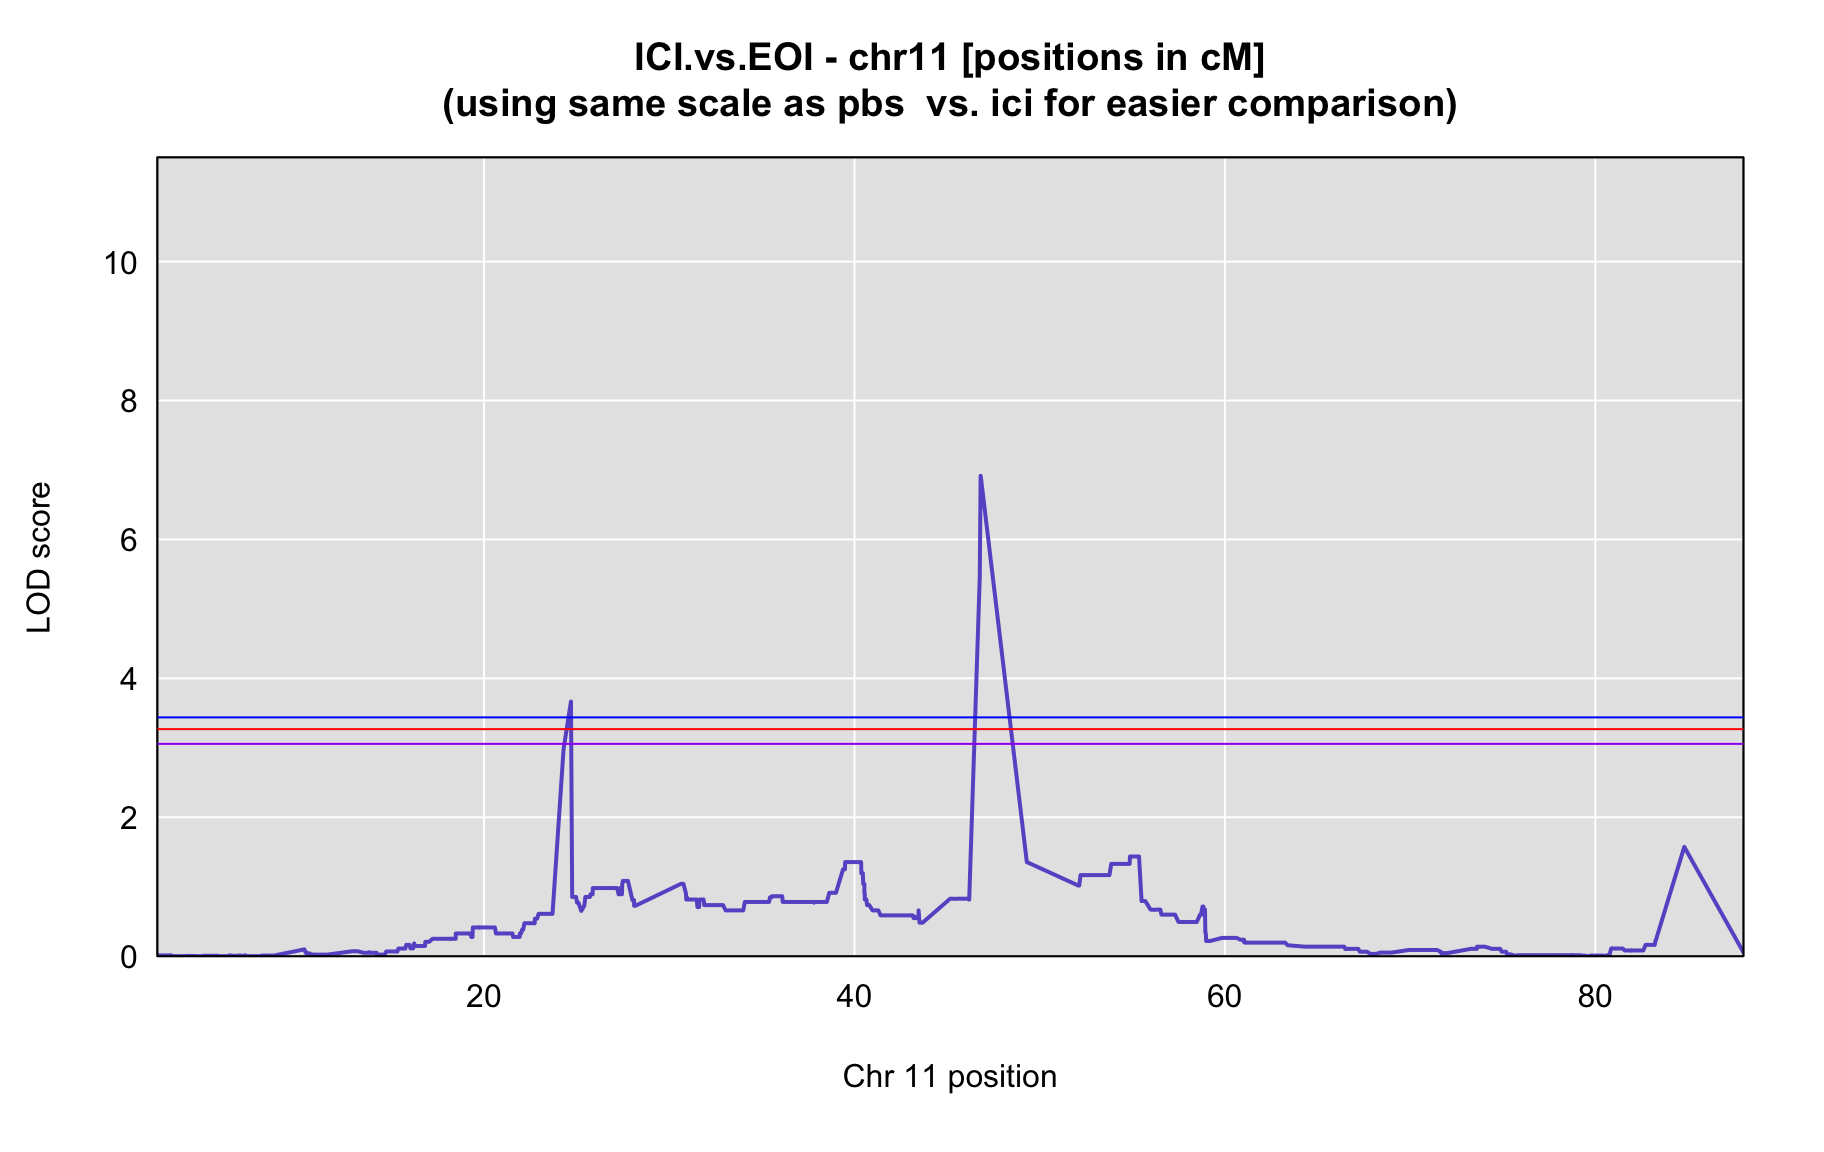 ICI.vs.EOI - chr11 [positions in cM]
(using same scale as pbs  vs. ici for easier comparison)
10
8
6
4
2
0
LOD score
20 40 60 80
Chr 11 position